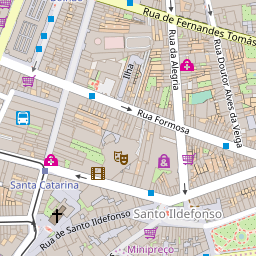 Rua de Fernandes Tomás
Ilha
Rua da Alegria
Rua Doutor Alves da Veiga
Rua Formosa
Santa Catarina
Santo Ildefonso
Rua de Santo Ildefonso
Minipreço